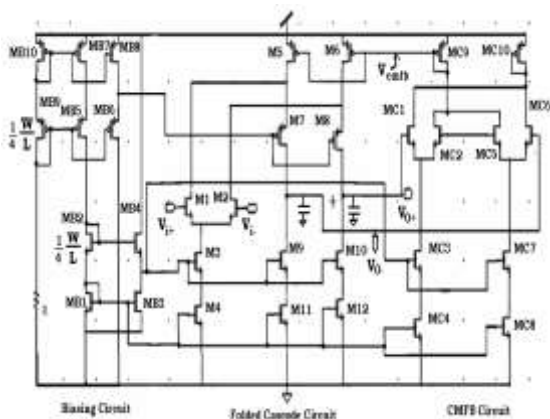 MB10
MB7
MB8
M5
M6
MC9
MC10
V_cmfb
MB5
MB6
1/4 W/L
M7
M8
MC1
MC2
MC5
MB2
MB4
M1
M2
V_I+
V_I-
V_O+
V_O
1/4 W/L
M3
M9
M10
MC3
MC7
MB1
MB3
M4
M11
M12
MC4
MC8
Biasing Circuit
Folded Cascode Circuit
CMFB Circuit